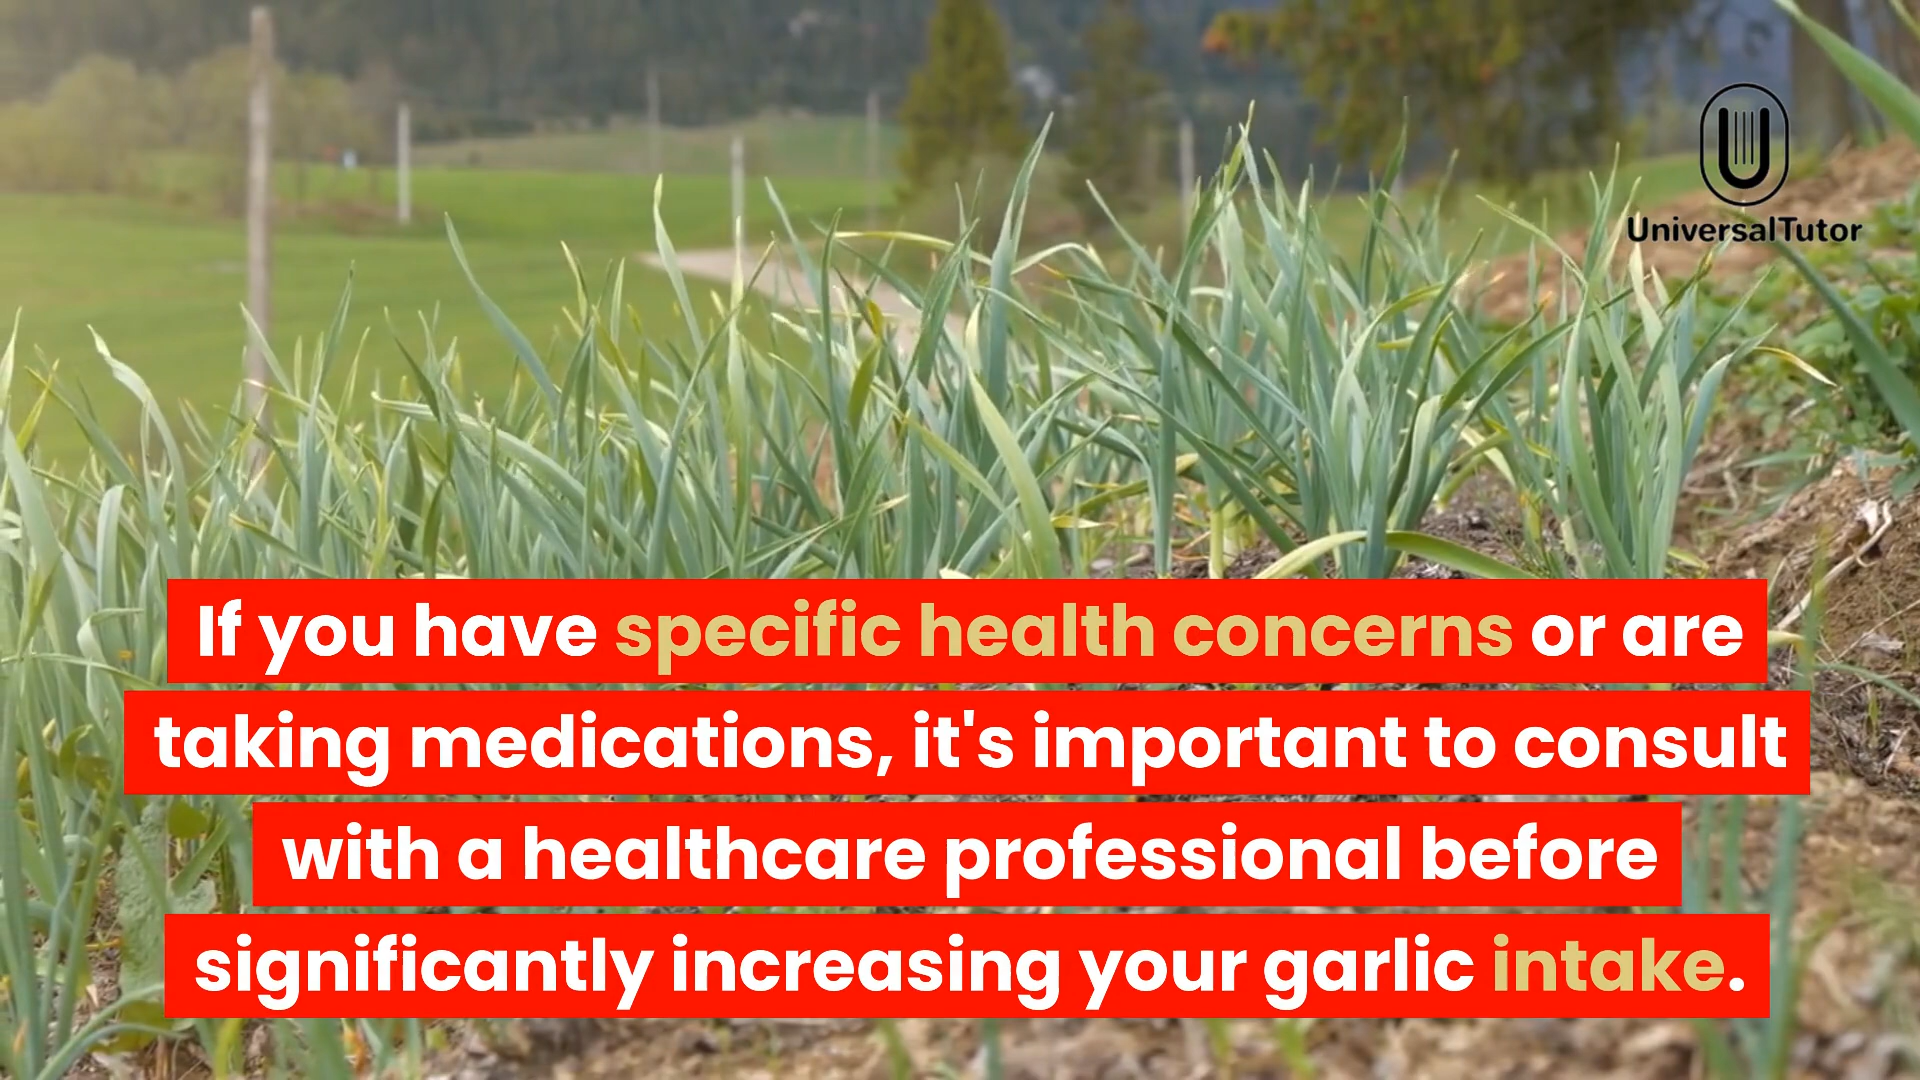 UniversalTutor
If you have specific health concerns or are
taking medications, it's important to consult
with a healthcare professional before
significantly increasing your garlic intake.